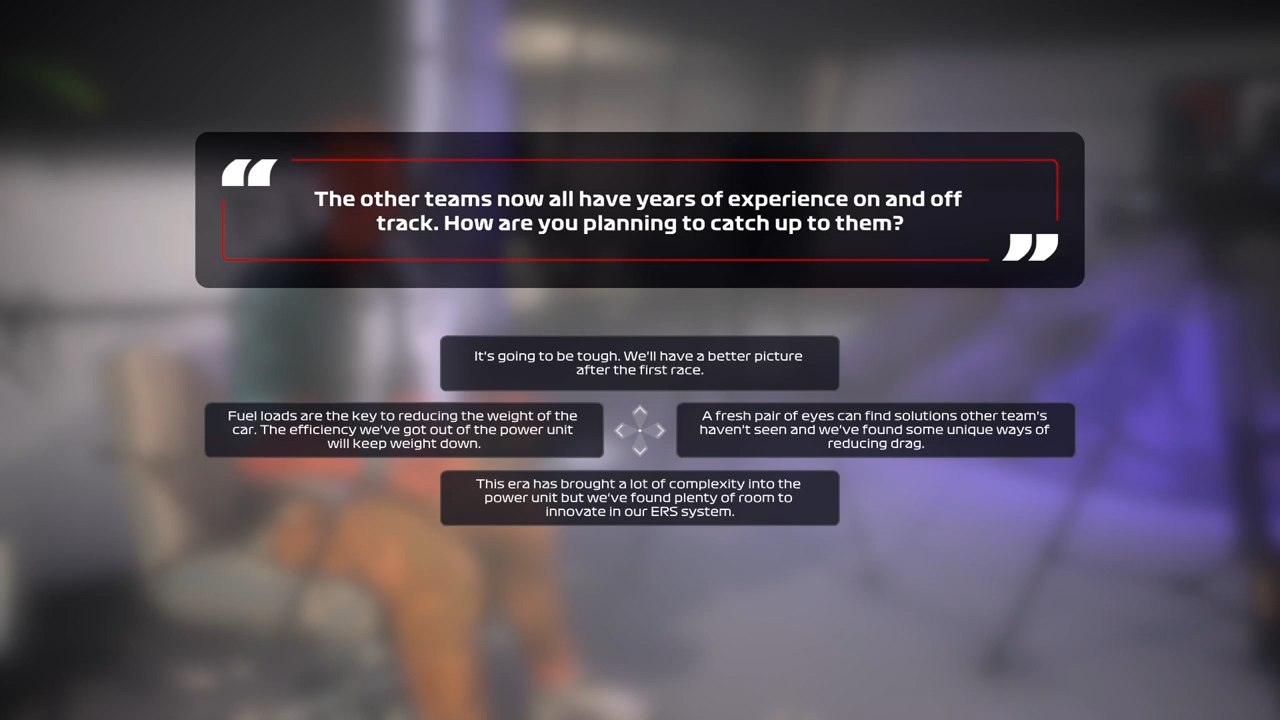 The other teams now all have years of experience on and off
track. How are you planning to catch up to them?
It's going to be tough. We'll have a better picture
after the first race.
Fuel loads are the key to reducing the weight of the
car. The efficiency we've got out of the power unit
will keep weight down.
A fresh pair of eyes can find solutions other team's
haven't seen and we've found some unique ways of
reducing drag.
This era has brought a lot of complexity into the
power unit but we've found plenty of room to
innovate in our ERS system.